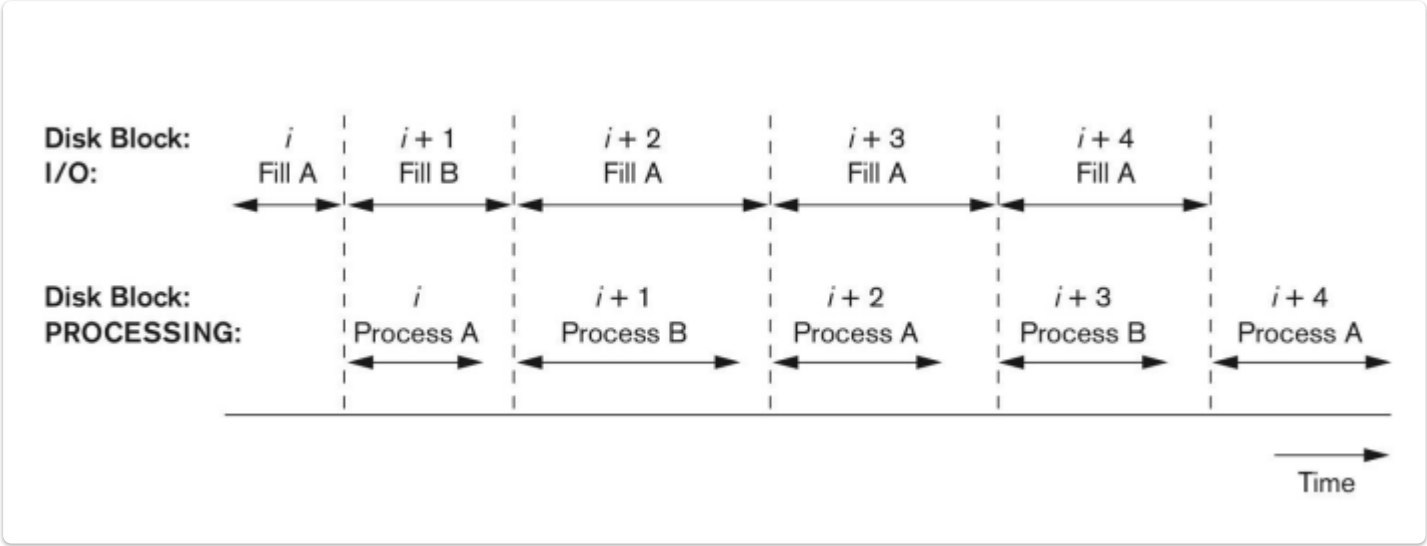 Disk Block: i i + 1 i + 2 i + 3 i + 4
I/O: Fill A Fill B Fill A Fill A Fill A
Disk Block: i i + 1 i + 2 i + 3 i + 4
PROCESSING: Process A Process B Process A Process B Process A
Time